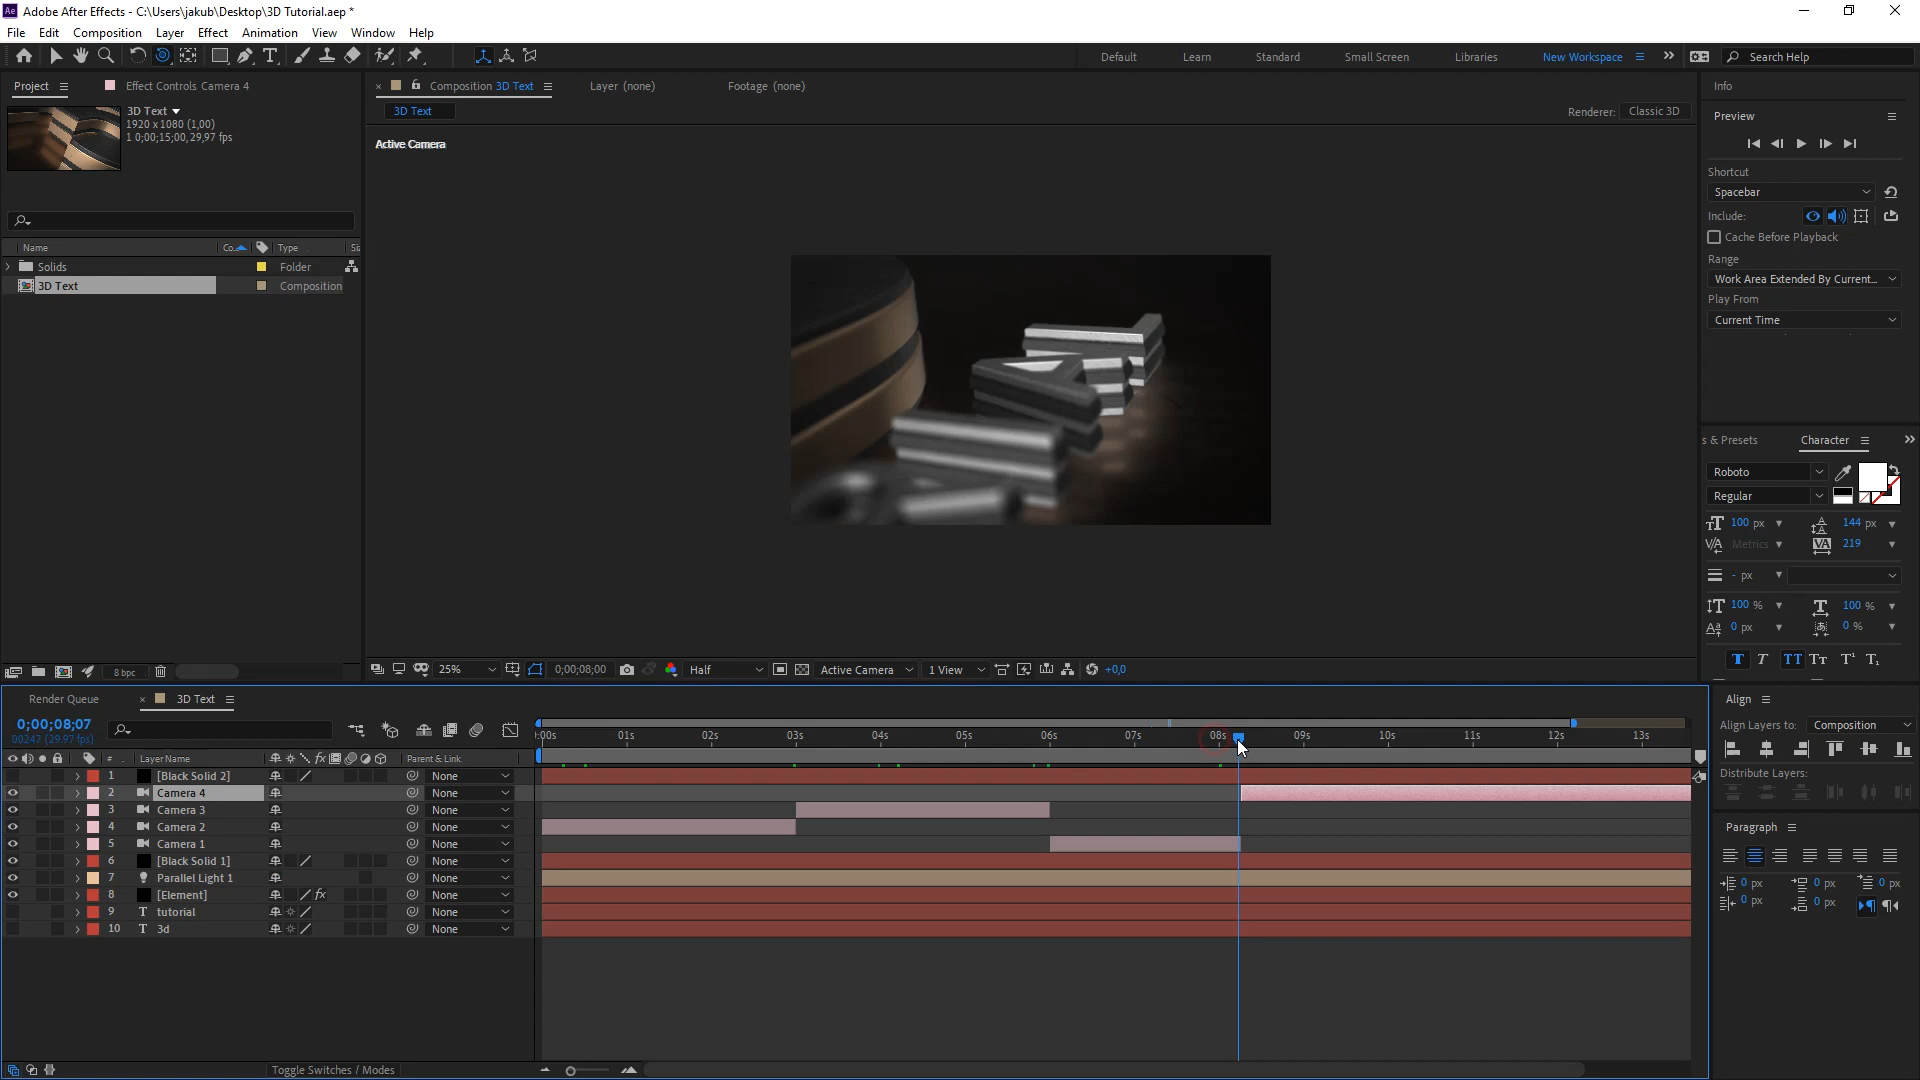 Ae Adobe After Effects - C:\Users\jakub\Desktop\3D Tutorial.aep *
File Edit Composition Layer Effect Animation View Window Help
Default Learn Standard Small Screen Libraries New Workspace Search Help
Project Effect Controls Camera 4
Composition 3D Text Layer (none) Footage (none)
Info
3D Text
1920 x 1080 (1,00)
1 0;00;15;00, 29,97 fps
3D Text
Renderer: Classic 3D
Preview
Active Camera
Shortcut
Spacebar
Include:
Cache Before Playback
Name Co... Type Si
Solids Folder
3D Text Composition
Range
Work Area Extended By Current...
Play From
Current Time
s & Presets Character
Roboto
Regular
100 px 144 px
Metrics 219
- px
100 % 100 %
0 px 0 %
T T TT Tt
8 bpc
25% 0;00;08;00 Half Active Camera 1 View +0,0
Render Queue 3D Text
0;00;08;07
00247 (29.97 fps)
:00s 01s 02s 03s 04s 05s 06s 07s 08s 09s 10s 11s 12s 13s
# Layer Name fx Parent & Link
1 [Black Solid 2] None
2 Camera 4 None
3 Camera 3 None
4 Camera 2 None
5 Camera 1 None
6 [Black Solid 1] None
7 Parallel Light 1 None
8 [Element] fx None
9 T tutorial None
10 T 3d None
Toggle Switches / Modes
Align
Align Layers to: Composition
Distribute Layers:
Paragraph
0 px 0 px 0 px
0 px 0 px